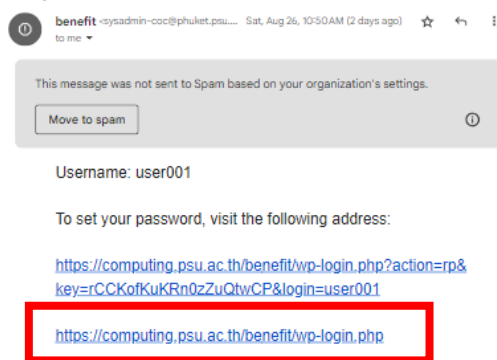 benefit <sysadmin-coc@phuket.psu.... Sat, Aug 26, 10:50 AM (2 days ago)
to me
This message was not sent to Spam based on your organization's settings.
Move to spam
Username: user001
To set your password, visit the following address:
https://computing.psu.ac.th/benefit/wp-login.php?action=rp&
key=rCCKofKuKRn0zZuQtwCP&login=user001
https://computing.psu.ac.th/benefit/wp-login.php